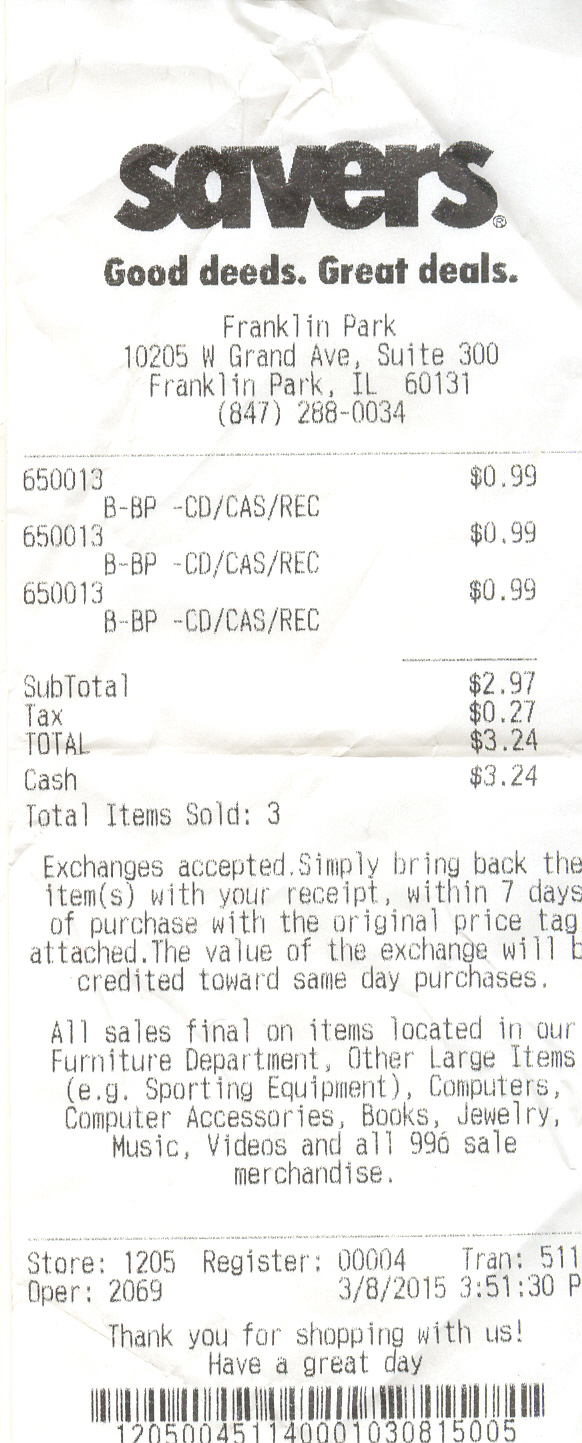 savers®
Good deeds. Great deals.
Franklin Park
10205 W Grand Ave, Suite 300
Franklin Park, IL 60131
(847) 288-0034
650013 $0.99
B-BP -CD/CAS/REC
650013 $0.99
B-BP -CD/CAS/REC
650013 $0.99
B-BP -CD/CAS/REC
SubTotal $2.97
Tax $0.27
TOTAL $3.24
Cash $3.24
Total Items Sold: 3
Exchanges accepted.Simply bring back the
item(s) with your receipt, within 7 days
of purchase with the original price tag
attached.The value of the exchange will b
credited toward same day purchases.
All sales final on items located in our
Furniture Department, Other Large Items
(e.g. Sporting Equipment), Computers,
Computer Accessories, Books, Jewelry,
Music, Videos and all 996 sale
merchandise.
Store: 1205 Register: 00004 Tran: 511
Oper: 2069 3/8/2015 3:51:30 P
Thank you for shopping with us!
Have a great day
12050045114000103081​5005